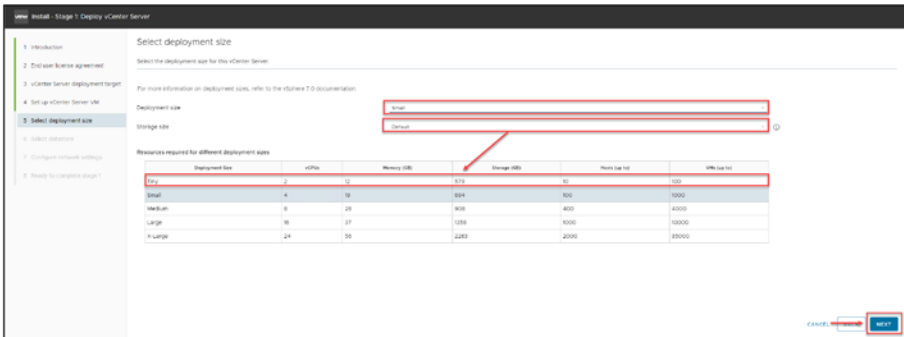 vmw Install - Stage 1: Deploy vCenter Server
1 Introduction
2 End user license agreement
3 vCenter Server deployment target
4 Set up vCenter Server VM
5 Select deployment size
6 Select datastore
7 Configure network settings
8 Ready to complete stage 1
Select deployment size
Select the deployment size for this vCenter Server.
For more information on deployment sizes, refer to the vSphere 7.0 documentation.
Deployment size Small
Storage size Default
Resources required for different deployment sizes
Deployment Size vCPUs Memory (GB) Storage (GB) Hosts (up to) VMs (up to)
Tiny 2 12 579 10 100
Small 4 19 694 100 1000
Medium 8 28 908 400 4000
Large 16 37 1358 1000 10000
X-Large 24 56 2283 2000 35000
CANCEL NEXT